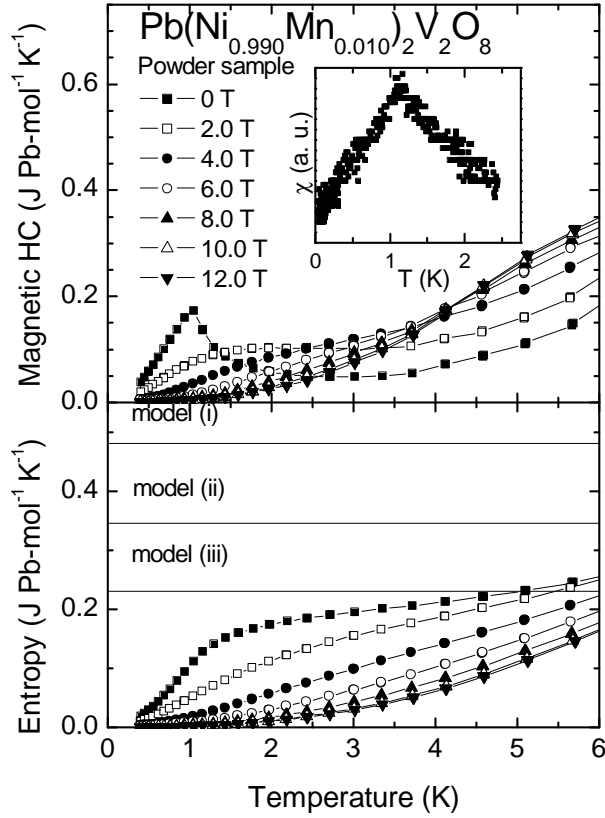 Pb(Ni0.990Mn0.010)2V2O8
Powder sample
0 T
2.0 T
4.0 T
6.0 T
8.0 T
10.0 T
12.0 T
χ (a. u.)
0 1 2
T (K)
Magnetic HC (J Pb-mol-1 K-1)
0.6
0.4
0.2
0.0
model (i)
model (ii)
model (iii)
Entropy (J Pb-mol-1 K-1)
0.4
0.2
0.0
0 1 2 3 4 5 6
Temperature (K)